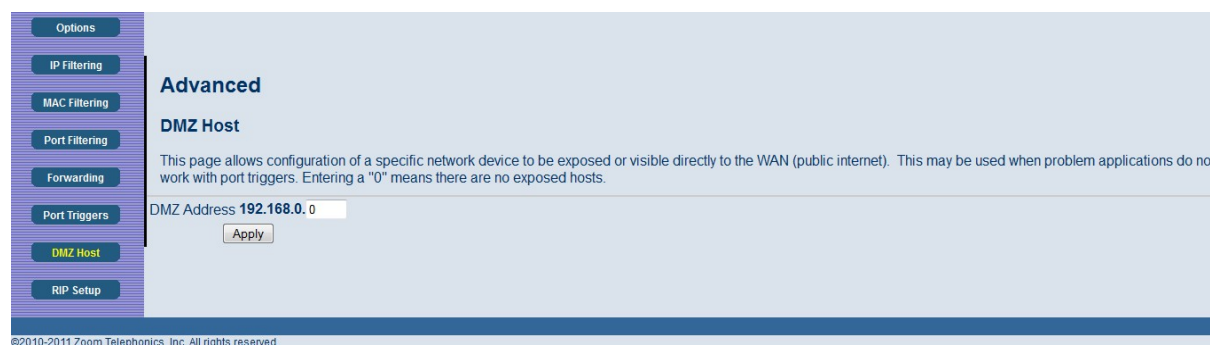 Options
IP Filtering
MAC Filtering
Port Filtering
Forwarding
Port Triggers
DMZ Host
RIP Setup
Advanced
DMZ Host
This page allows configuration of a specific network device to be exposed or visible directly to the WAN (public internet). This may be used when problem applications do no
work with port triggers. Entering a "0" means there are no exposed hosts.
DMZ Address 192.168.0. 0
Apply
©2010-2011 Zoom Telephonics, Inc. All rights reserved.